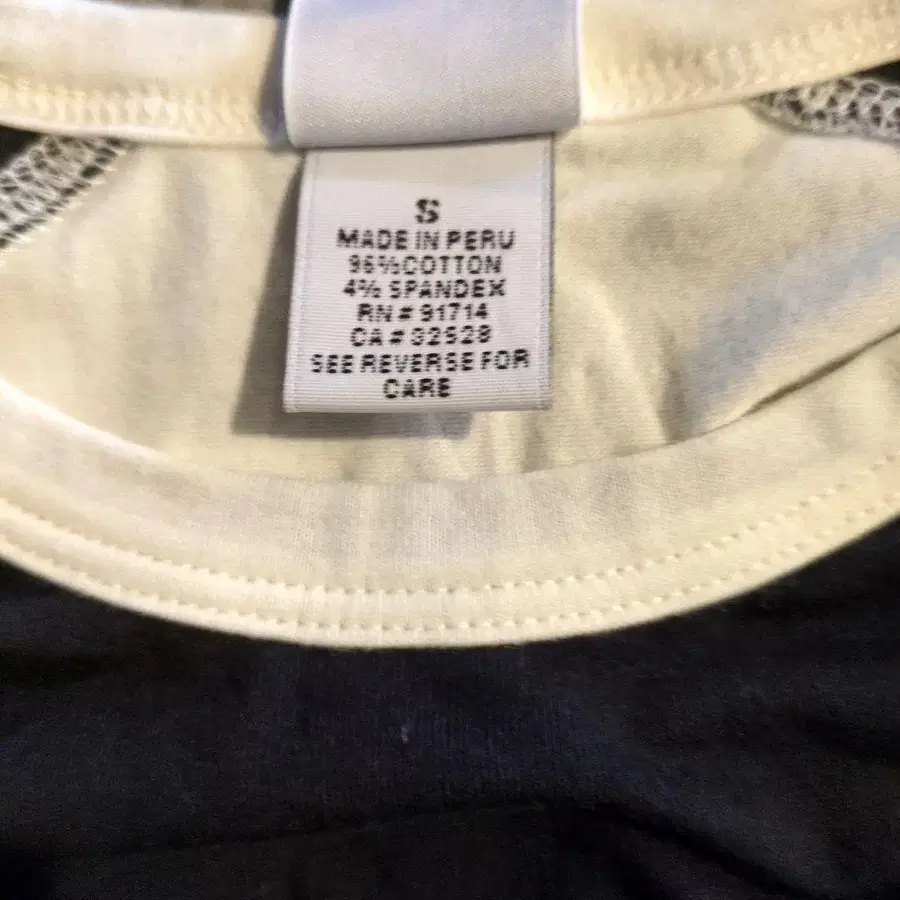 S
MADE IN PERU
96% COTTON
4% SPANDEX
RN # 91714
CA # 32528
SEE REVERSE FOR
CARE